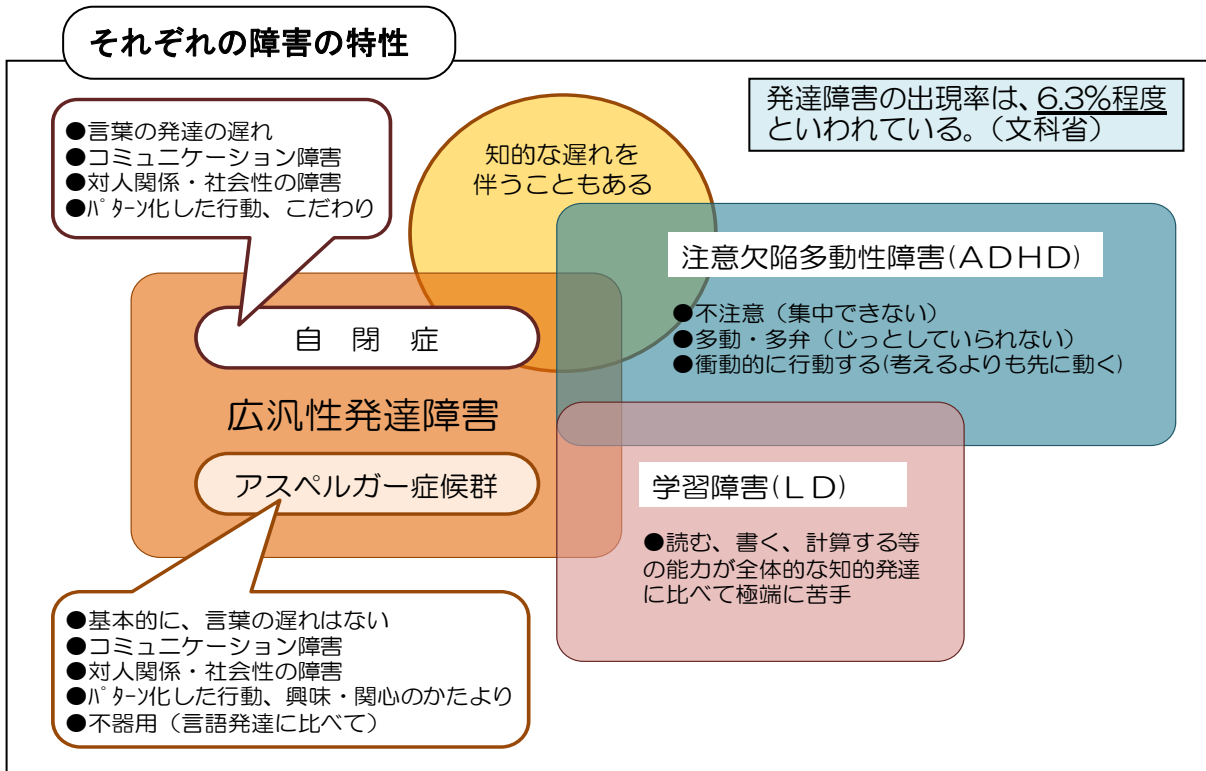 それぞれの障害の特性
発達障害の出現率は、6.3%程度
といわれている。（文科省）
●言葉の発達の遅れ
●コミュニケーション障害
●対人関係・社会性の障害
●ﾊﾟﾀｰﾝ化した行動、こだわり
知的な遅れを
伴うこともある
注意欠陥多動性障害(ＡＤＨＤ)
●不注意（集中できない）
●多動・多弁（じっとしていられない）
●衝動的に行動する(考えるよりも先に動く)
自 閉 症
広汎性発達障害
アスペルガー症候群
学習障害(ＬＤ)
●読む、書く、計算する等
の能力が全体的な知的発達
に比べて極端に苦手
●基本的に、言葉の遅れはない
●コミュニケーション障害
●対人関係・社会性の障害
●ﾊﾟﾀｰﾝ化した行動、興味・関心のかたより
●不器用（言語発達に比べて）